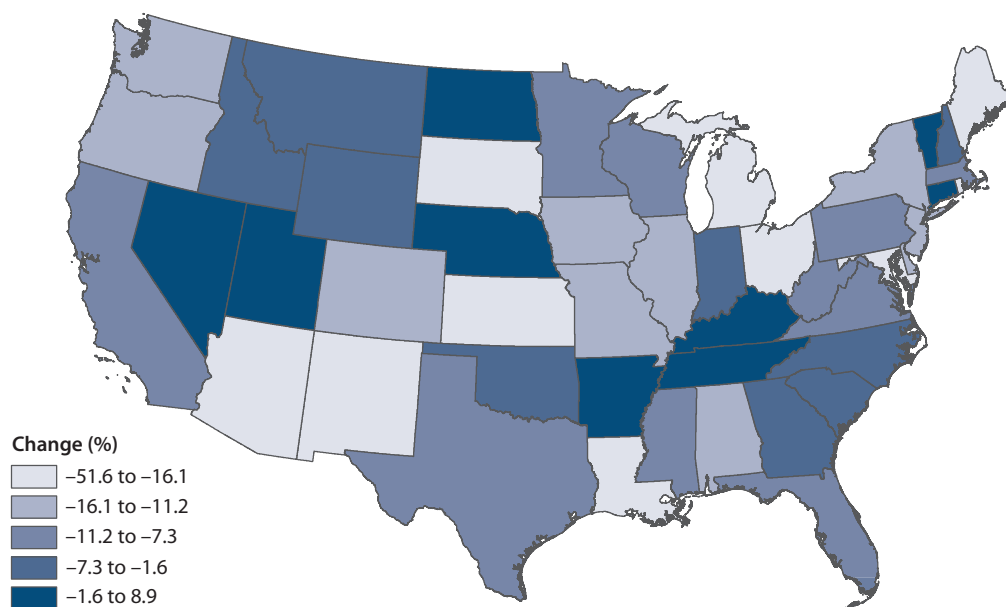 Change (%)
–51.6 to –16.1
–16.1 to –11.2
–11.2 to –7.3
–7.3 to –1.6
–1.6 to 8.9